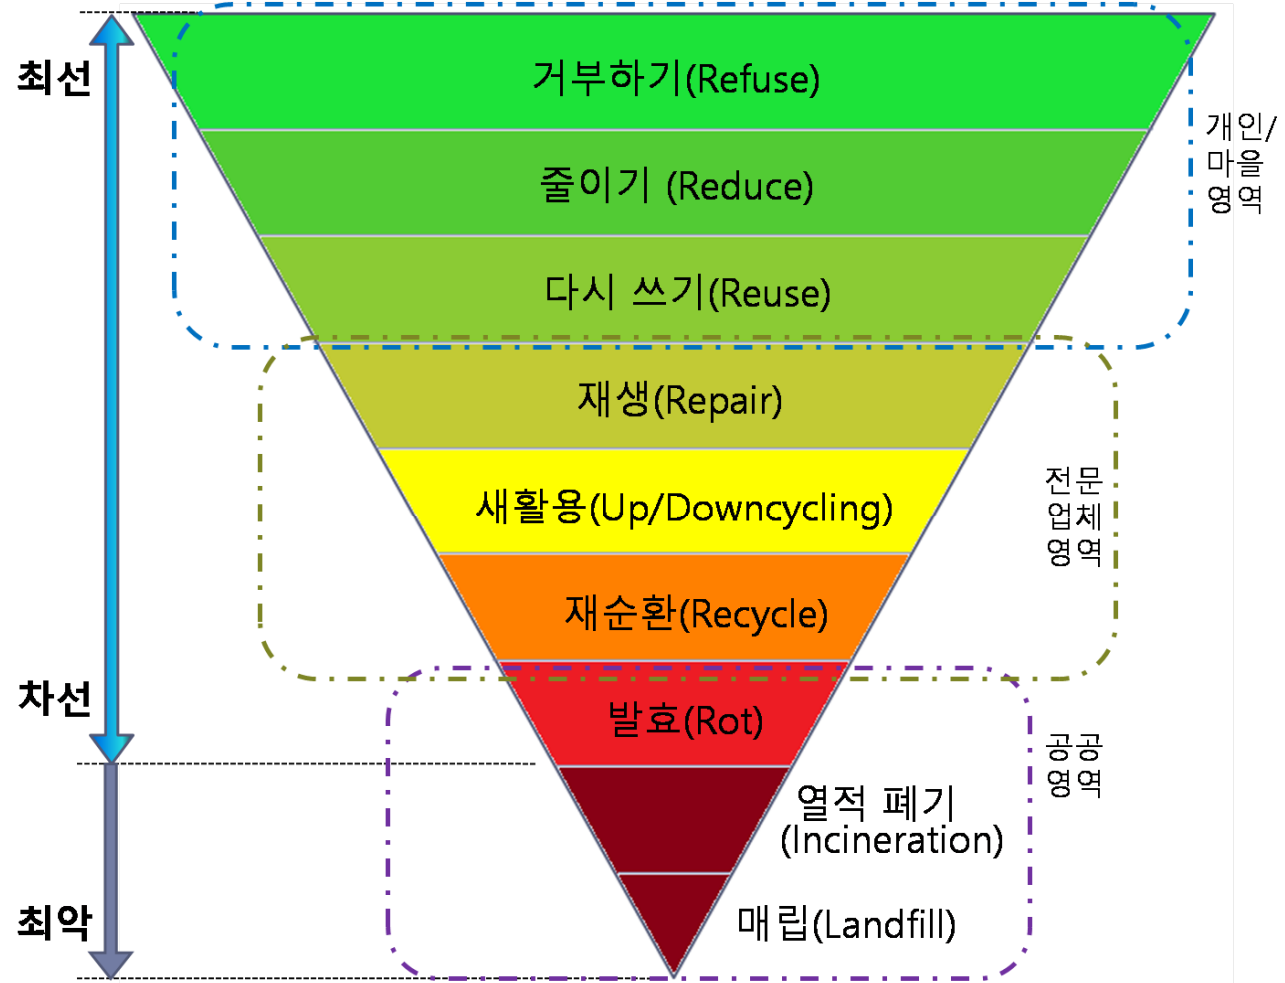 최선
거부하기(Refuse)
개인/
마을
영역
줄이기 (Reduce)
다시 쓰기(Reuse)
재생(Repair)
새활용(Up/Downcycling)
전문
업체
영역
재순환(Recycle)
차선
발효(Rot)
공공
영역
열적 폐기
(Incineration)
최악
매립(Landfill)